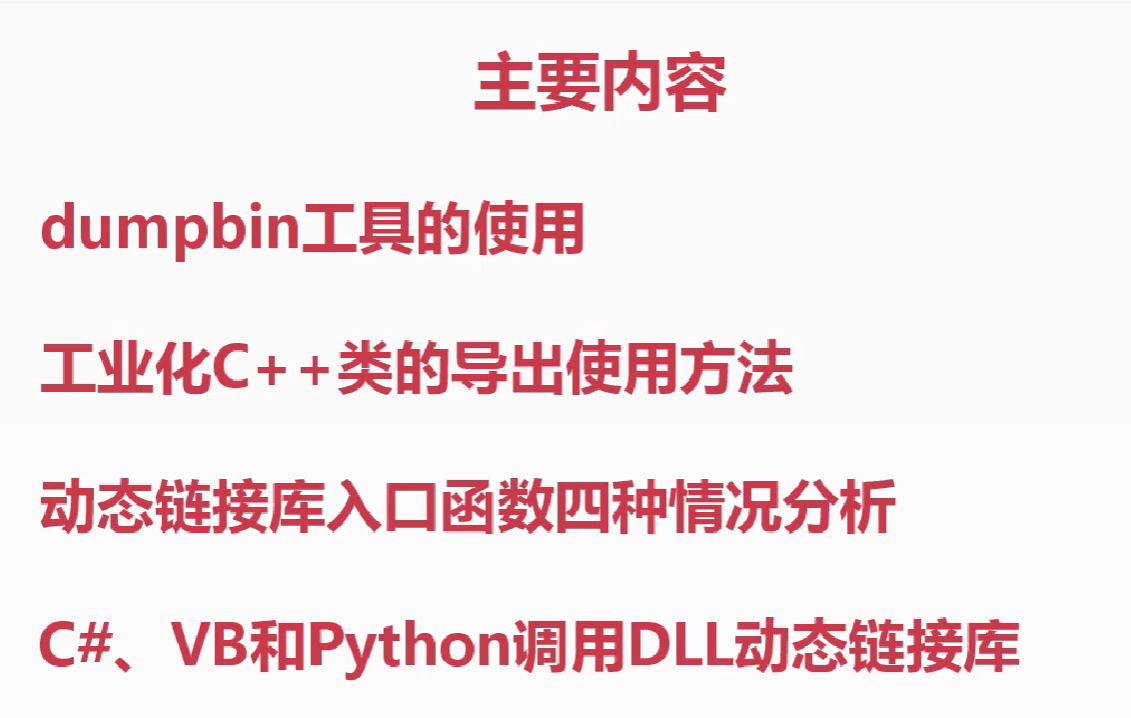 主要内容
dumpbin工具的使用
工业化C++类的导出使用方法
动态链接库入口函数四种情况分析
C#、VB和Python调用DLL动态链接库